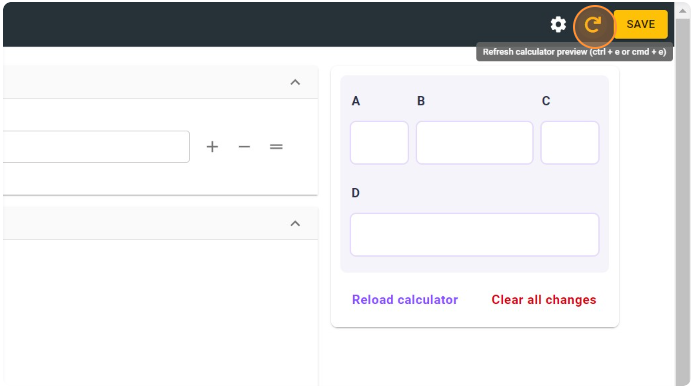 SAVE
Refresh calculator preview (ctrl + e or cmd + e)
A B C
D
Reload calculator Clear all changes